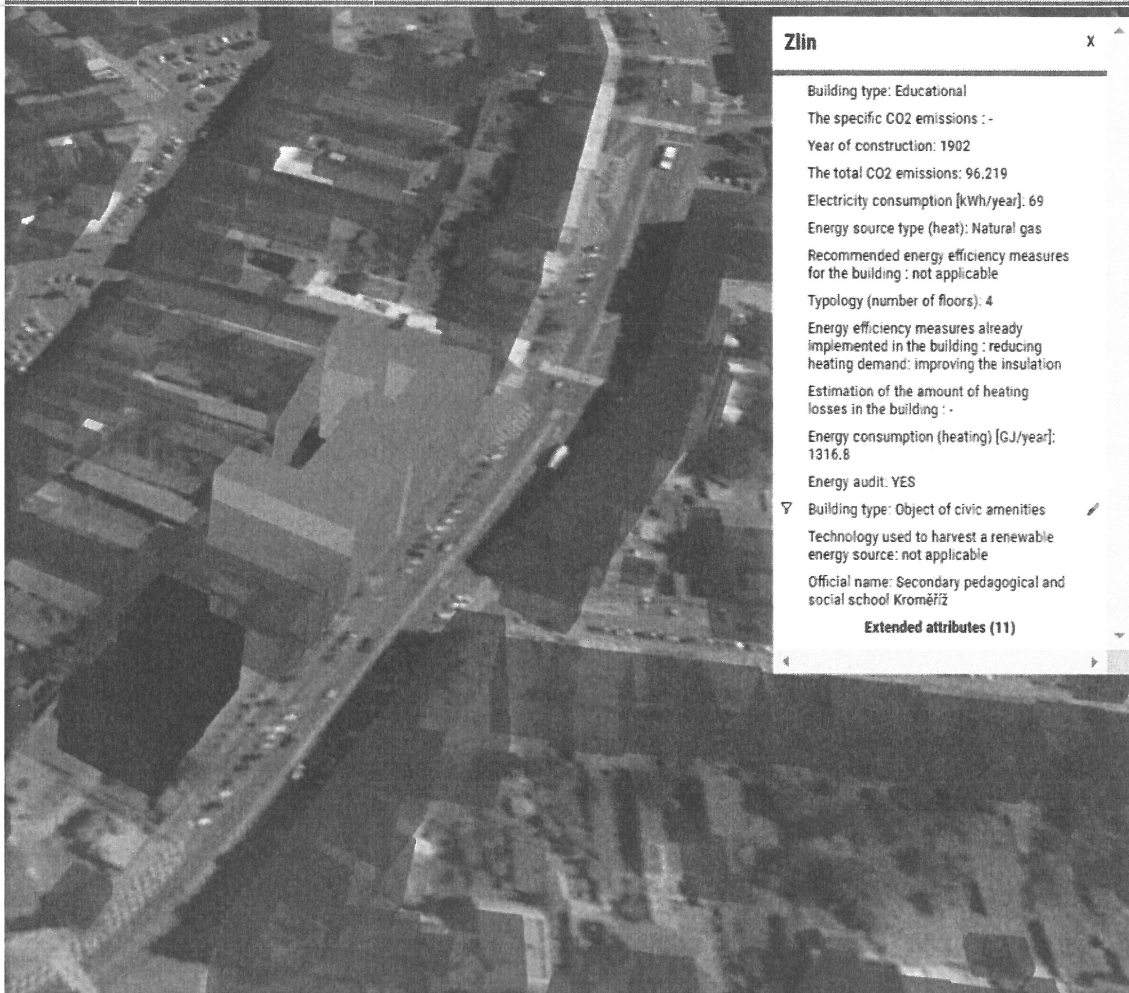 Zlin X
Building type: Educational
The specific CO2 emissions : -
Year of construction: 1902
The total CO2 emissions: 96.219
Electricity consumption [kWh/year]: 69
Energy source type (heat): Natural gas
Recommended energy efficiency measures
for the building : not applicable
Typology (number of floors): 4
Energy efficiency measures already
implemented in the building : reducing
heating demand: improving the insulation
Estimation of the amount of heating
losses in the building : -
Energy consumption (heating) [GJ/year]:
1316.8
Energy audit: YES
Building type: Object of civic amenities
Technology used to harvest a renewable
energy source: not applicable
Official name: Secondary pedagogical and
social school Kroměříž
Extended attributes (11)